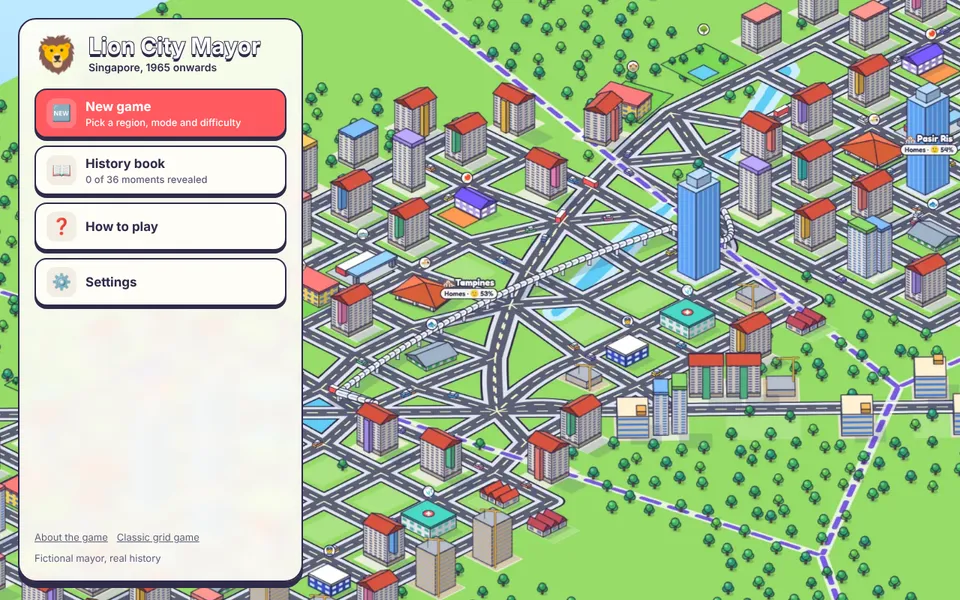 Lion City Mayor
Singapore, 1965 onwards
NEW
New game
Pick a region, mode and difficulty
History book
0 of 36 moments revealed
How to play
Settings
About the game
Classic grid game
Fictional mayor, real history
Pasir Ris
Homes · 🙂 54%
Tampines
Homes · 🙂 53%